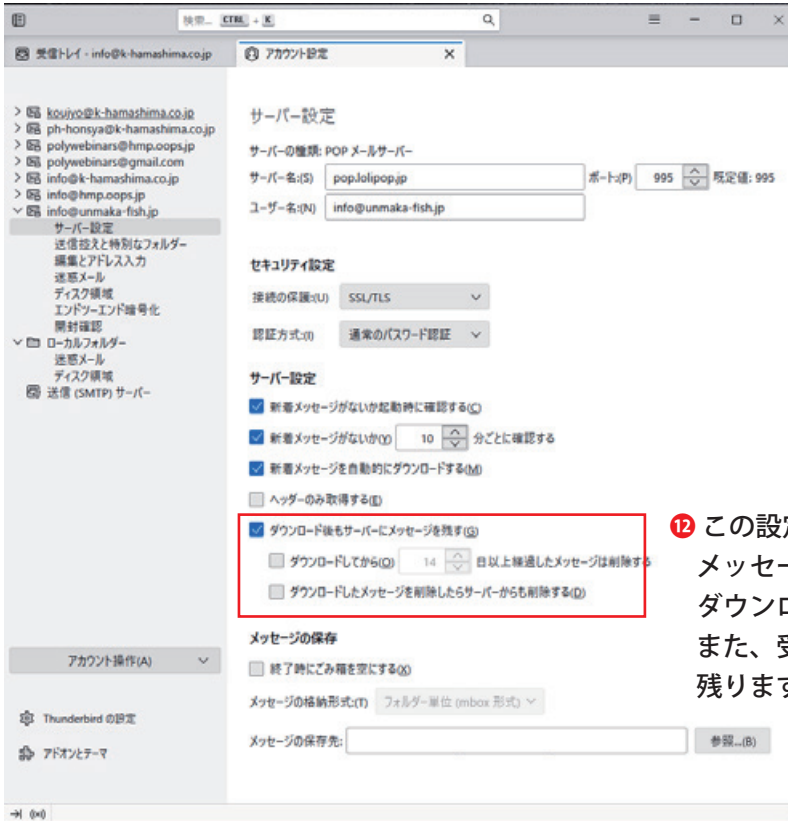 検索... CTRL + K
受信トレイ - info@k-hamashima.co.jp
アカウント設定
koujyo@k-hamashima.co.jp
ph-honsya@k-hamashima.co.jp
polywebinars@hmp.oops.jp
polywebinars@gmail.com
info@k-hamashima.co.jp
info@hmp.oops.jp
info@unmaka-fish.jp
サーバー設定
送信控えと特別なフォルダー
編集とアドレス入力
迷惑メール
ディスク領域
エンドツーエンド暗号化
開封確認
ローカルフォルダー
迷惑メール
ディスク領域
送信 (SMTP) サーバー
アカウント操作(A)
Thunderbird の設定
アドオンとテーマ
サーバー設定
サーバーの種類: POP メールサーバー
サーバー名:(S) pop.lolipop.jp ポート:(P) 995 既定値: 995
ユーザー名:(N) info@unmaka-fish.jp
セキュリティ設定
接続の保護:(U) SSL/TLS
認証方式:(I) 通常のパスワード認証
サーバー設定
新着メッセージがないか起動時に確認する(C)
新着メッセージがないか(Y) 10 分ごとに確認する
新着メッセージを自動的にダウンロードする(M)
ヘッダーのみ取得する(E)
ダウンロード後もサーバーにメッセージを残す(G)
ダウンロードしてから(O) 14 日以上経過したメッセージは削除する
ダウンロードしたメッセージを削除したらサーバーからも削除する(D)
メッセージの保存
終了時にごみ箱を空にする(X)
メッセージの格納形式:(T) フォルダー単位 (mbox 形式)
メッセージの保存先: 参照...(B)
⓬ この設定
メッセー
ダウンロ
また、受
残ります